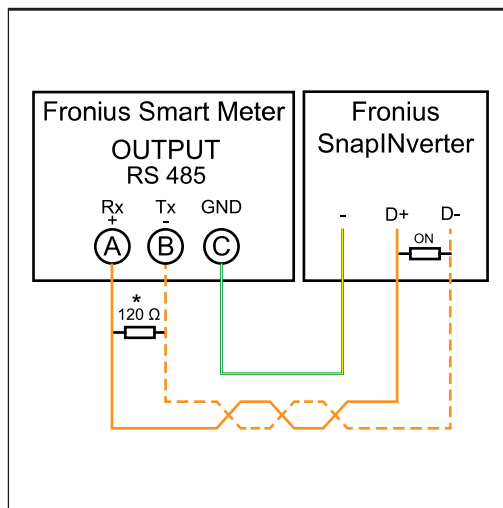 Fronius Smart Meter
OUTPUT
RS 485
Rx Tx GND
+ -
A B C
*
120 Ω
Fronius
SnapINverter
- D+ D-
ON